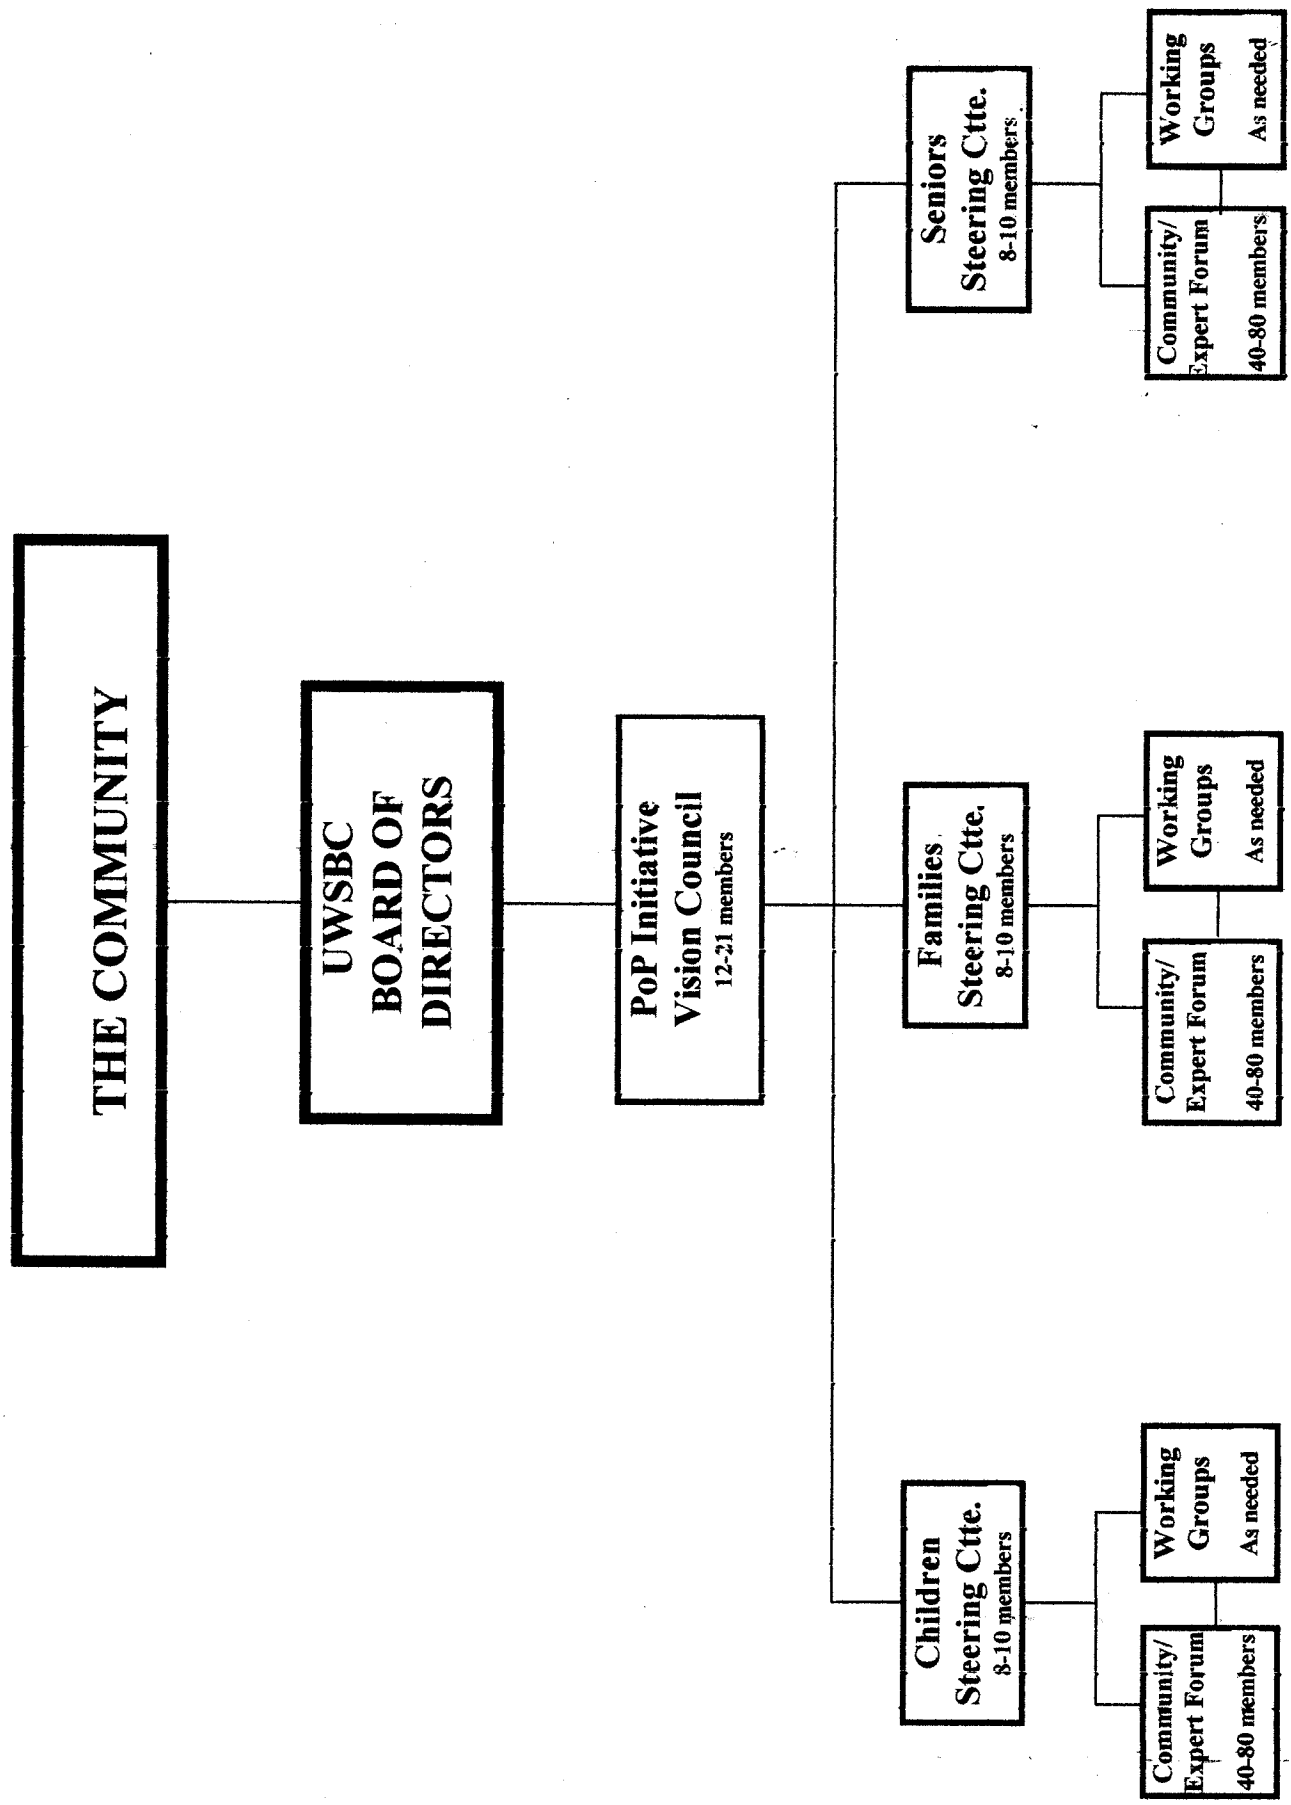 THE COMMUNITY
UWSBC
BOARD OF
DIRECTORS
PoP Initiative
Vision Council
12-21 members
Children
Steering Ctte.
8-10 members
Families
Steering Ctte.
8-10 members
Seniors
Steering Ctte.
8-10 members
Community/
Expert Forum
40-80 members
Working
Groups
As needed
Community/
Expert Forum
40-80 members
Working
Groups
As needed
Community/
Expert Forum
40-80 members
Working
Groups
As needed